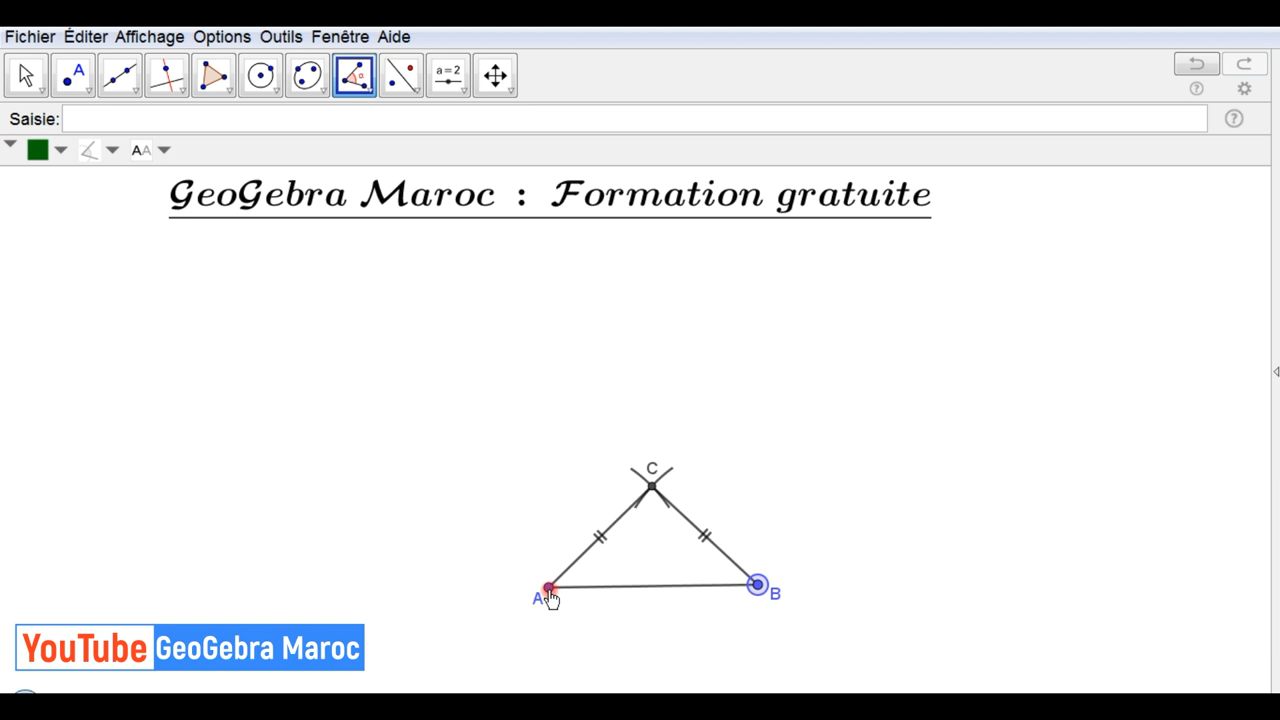 Fichier Éditer Affichage Options Outils Fenêtre Aide
A
α
a=2
Saisie:
AA
GeoGebra Maroc : Formation gratuite
C
A
B
YouTube GeoGebra Maroc